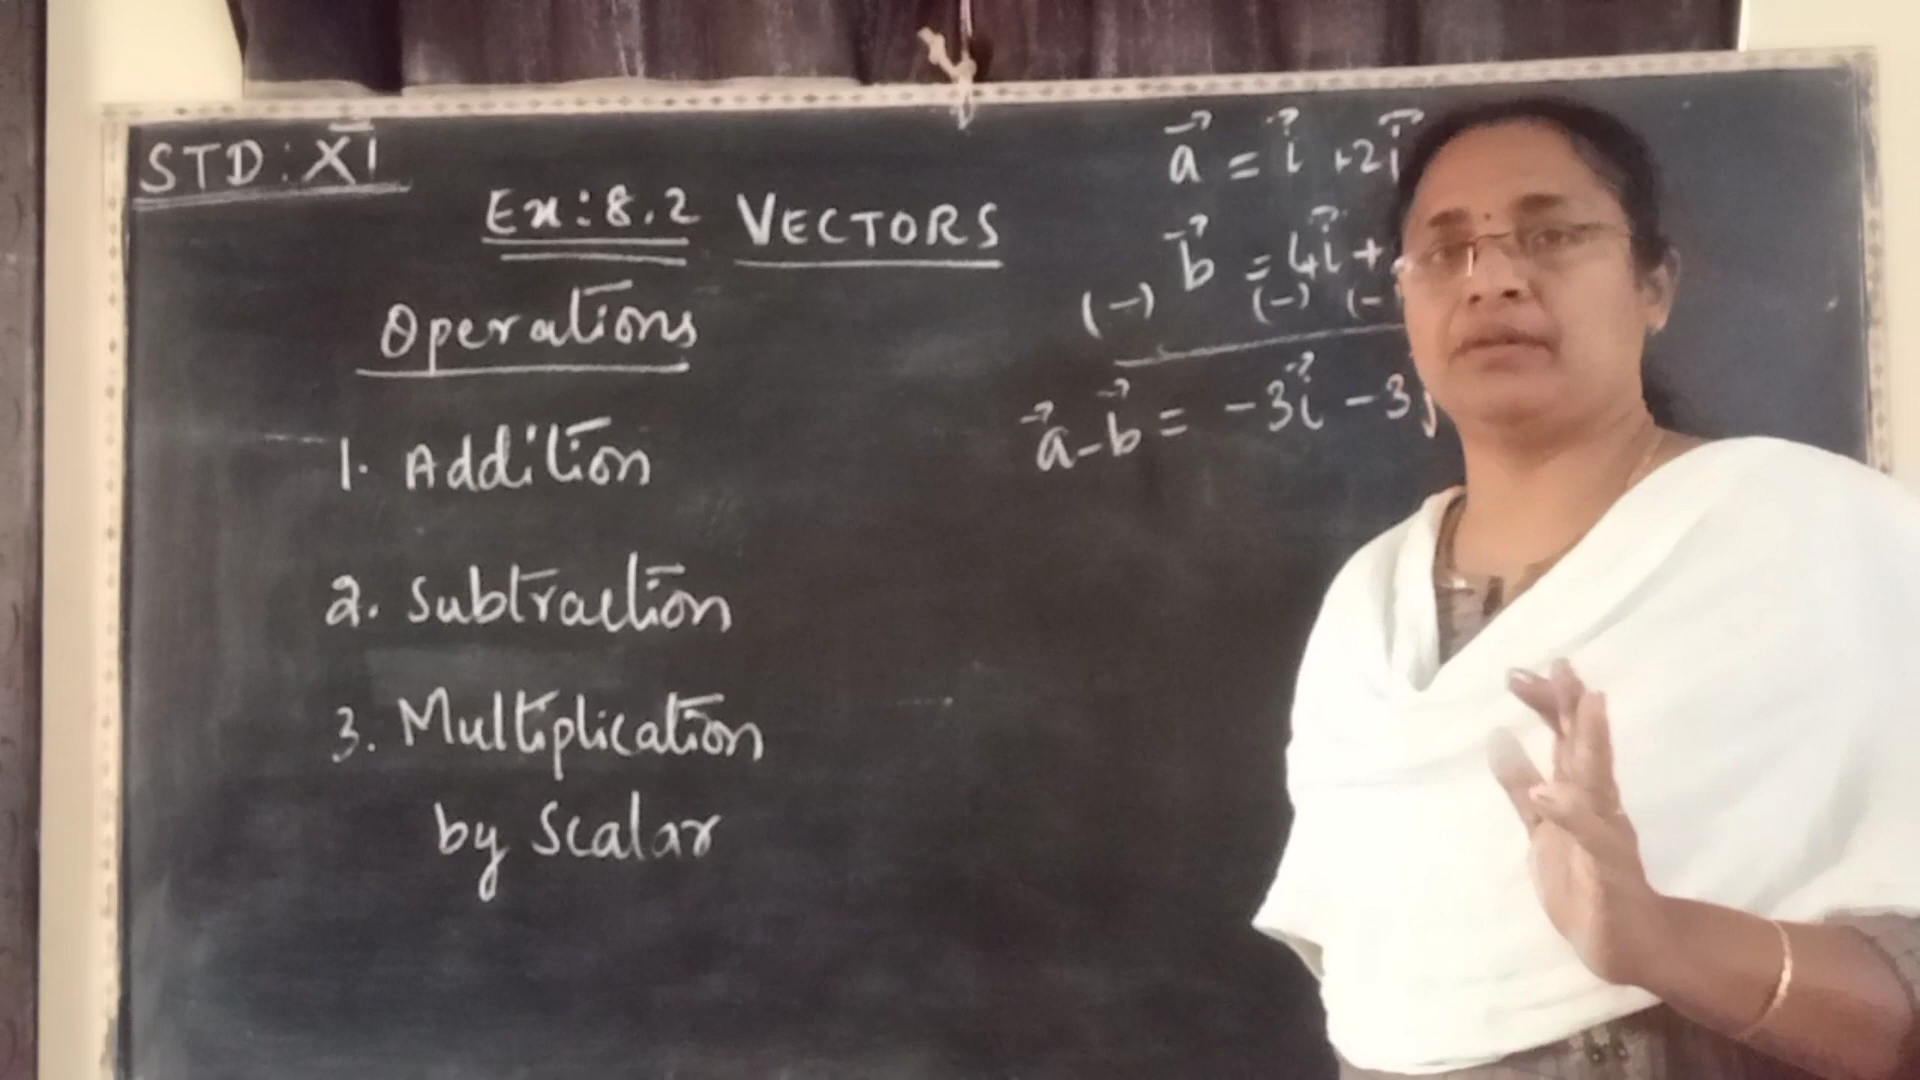 STD: XI
Ex: 8.2 VECTORS
Operations
1. Addition
2. Subtraction
3. Multiplication
by Scalar
a⃗ = i⃗ + 2j⃗
(-) b⃗ = 4i⃗ +
(-) (-
a⃗ - b⃗ = -3i⃗ - 3j